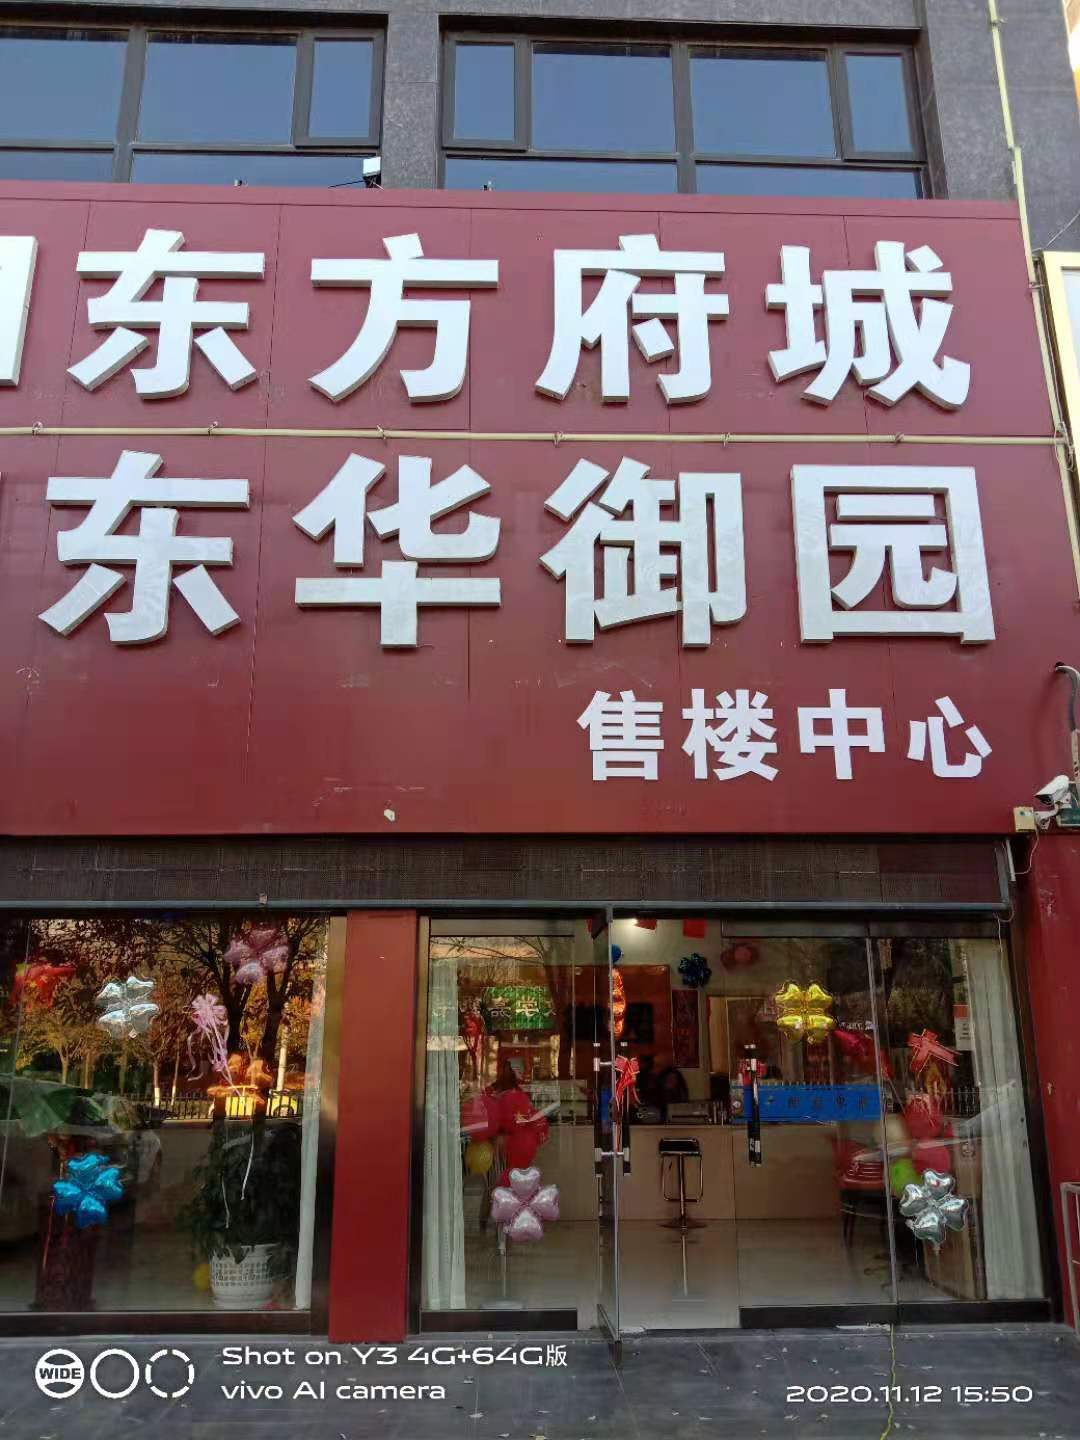 东方府城
东华御园
售楼中心
WIDE
Shot on Y3 4G+64G版
vivo AI camera
2020.11.12 15:50